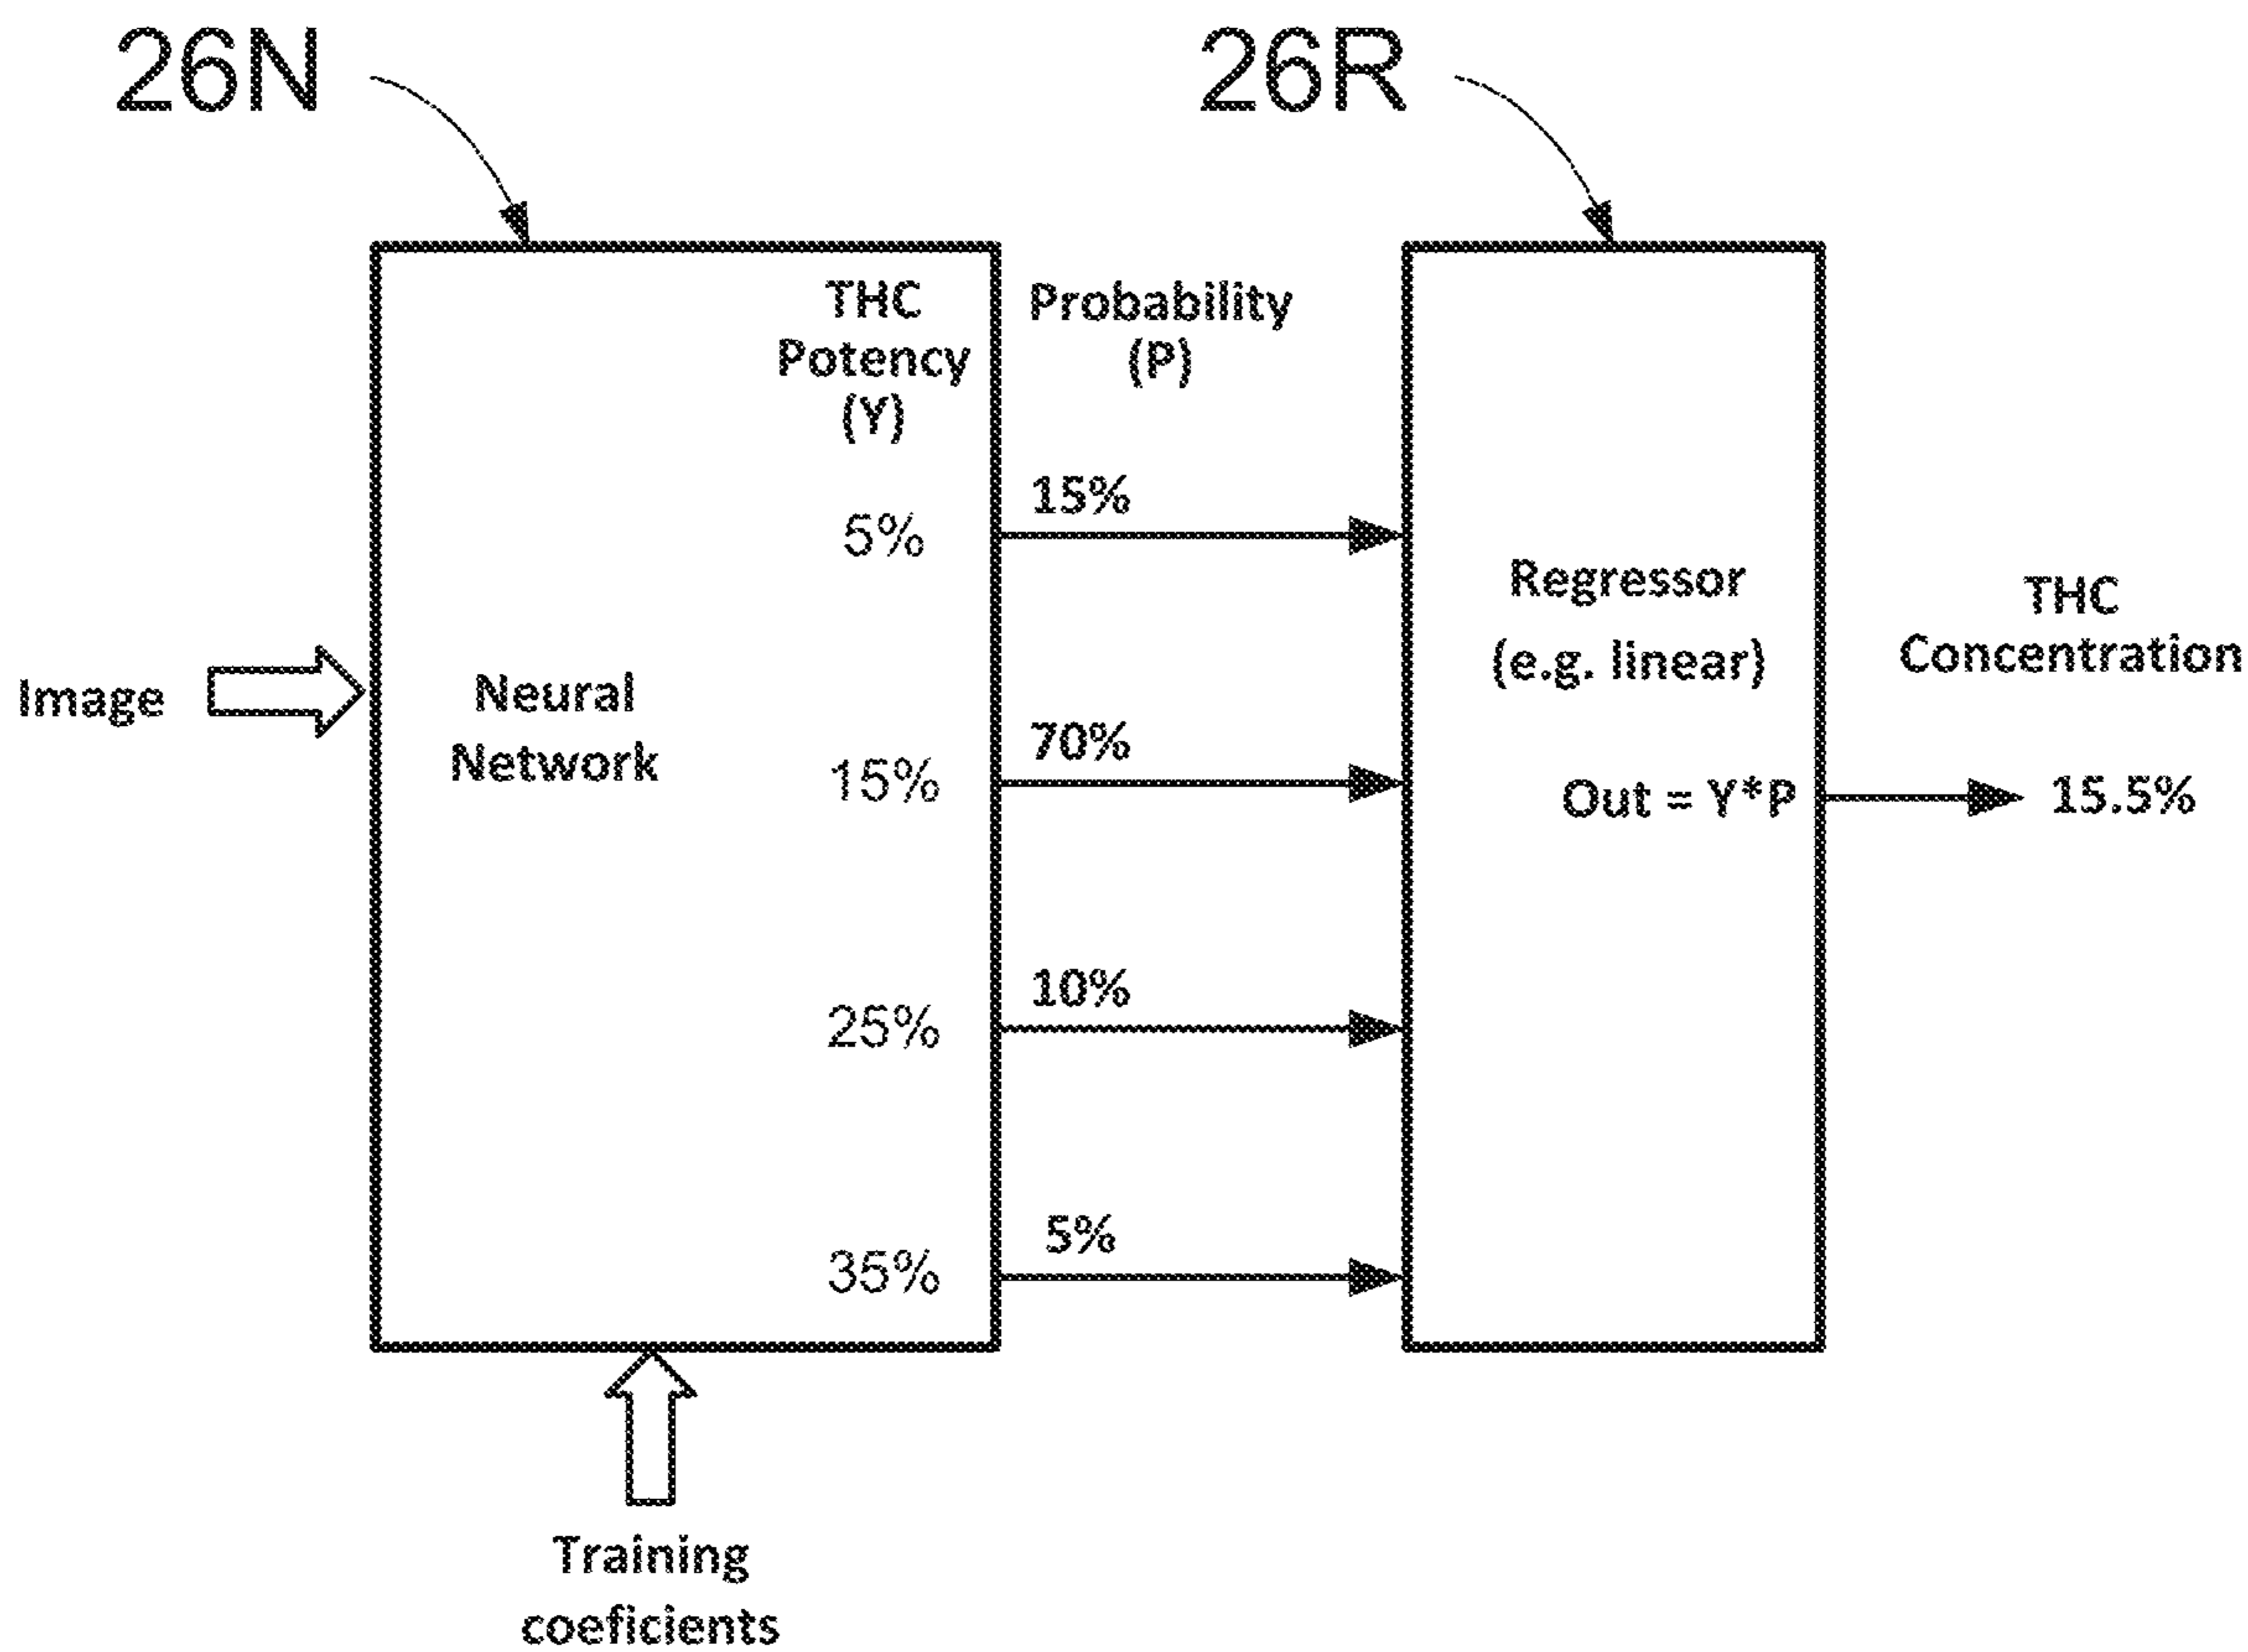 26N
26R
THC
Potency
(Y)
Probability
(P)
15%
5%
Regressor
(e.g. linear)
THC
Concentration
Image
Neural
Network
70%
15%
Out = Y*P
15.5%
10%
25%
5%
35%
Training
coeficients